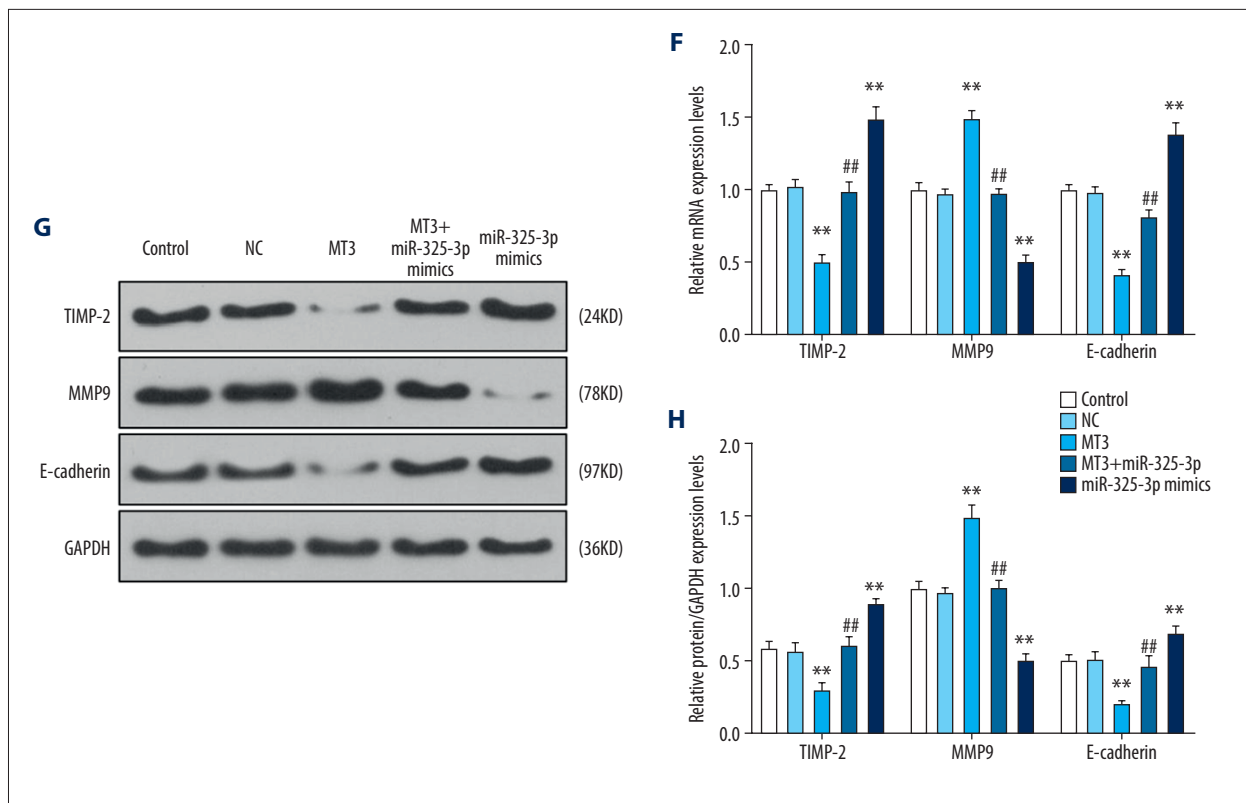 G
Control
NC
MT3
MT3+
miR-325-3p
mimics
miR-325-3p
mimics
TIMP-2
(24KD)
MMP9
(78KD)
E-cadherin
(97KD)
GAPDH
(36KD)
F
Relative mRNA expression levels
2.0
1.5
1.0
0.5
0.0
**
##
**
**
##
**
**
##
**
TIMP-2
MMP9
E-cadherin
Control
NC
MT3
MT3+miR-325-3p
miR-325-3p mimics
H
Relative protein/GAPDH expression levels
2.0
1.5
1.0
0.5
0.0
**
##
**
**
##
**
**
##
**
TIMP-2
MMP9
E-cadherin